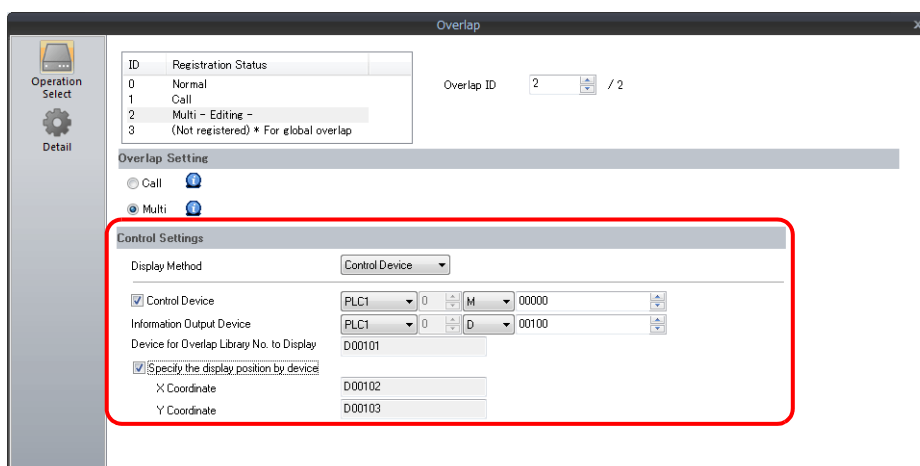 Overlap
x
Operation
Select
Detail
ID Registration Status
0 Normal
1 Call
2 Multi - Editing -
3 (Not registered) * For global overlap
Overlap ID 2 / 2
Overlap Setting
Call
Multi
Control Settings
Display Method Control Device
Control Device PLC1 0 M 00000
Information Output Device PLC1 0 D 00100
Device for Overlap Library No. to Display D00101
Specify the display position by device
X Coordinate D00102
Y Coordinate D00103